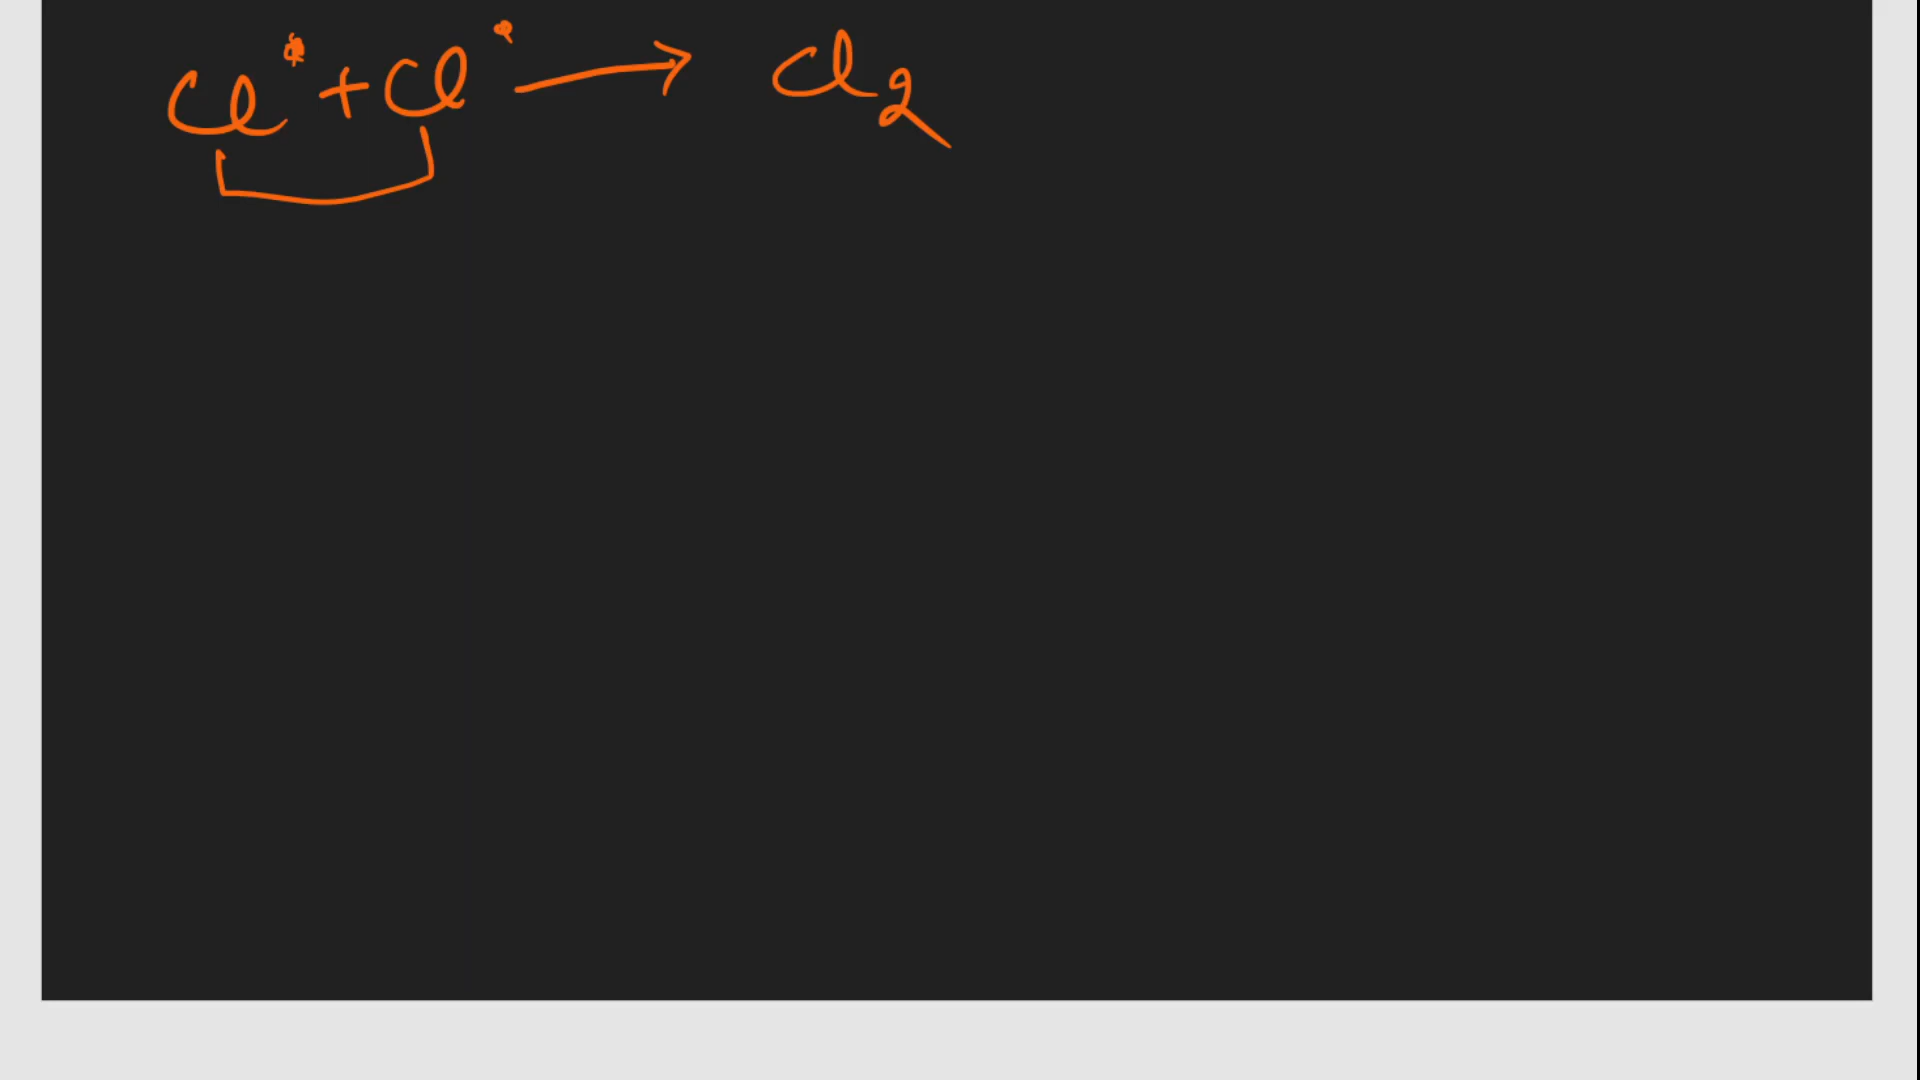 Cl• + Cl• ⟶ Cl₂